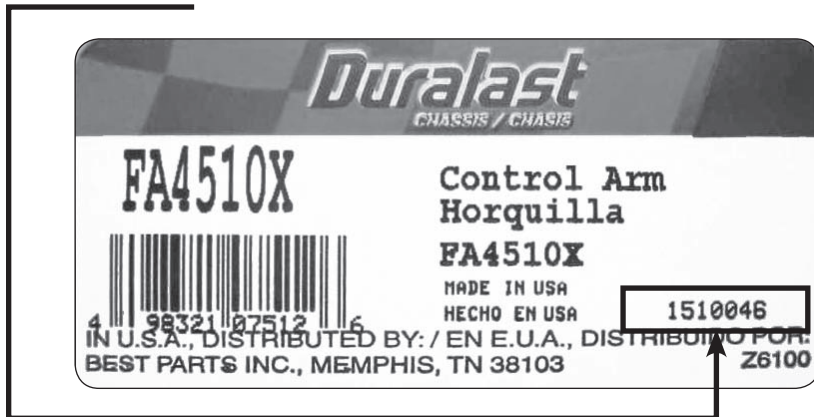 Duralast
CHASSIS / CHASIS
FA4510X
Control Arm
Horquilla
FA4510X
MADE IN USA
HECHO EN USA
1510046
4 98321 07512 6
IN U.S.A., DISTRIBUTED BY: / EN E.U.A., DISTRIBUIDO POR:
BEST PARTS INC., MEMPHIS, TN 38103
Z6100